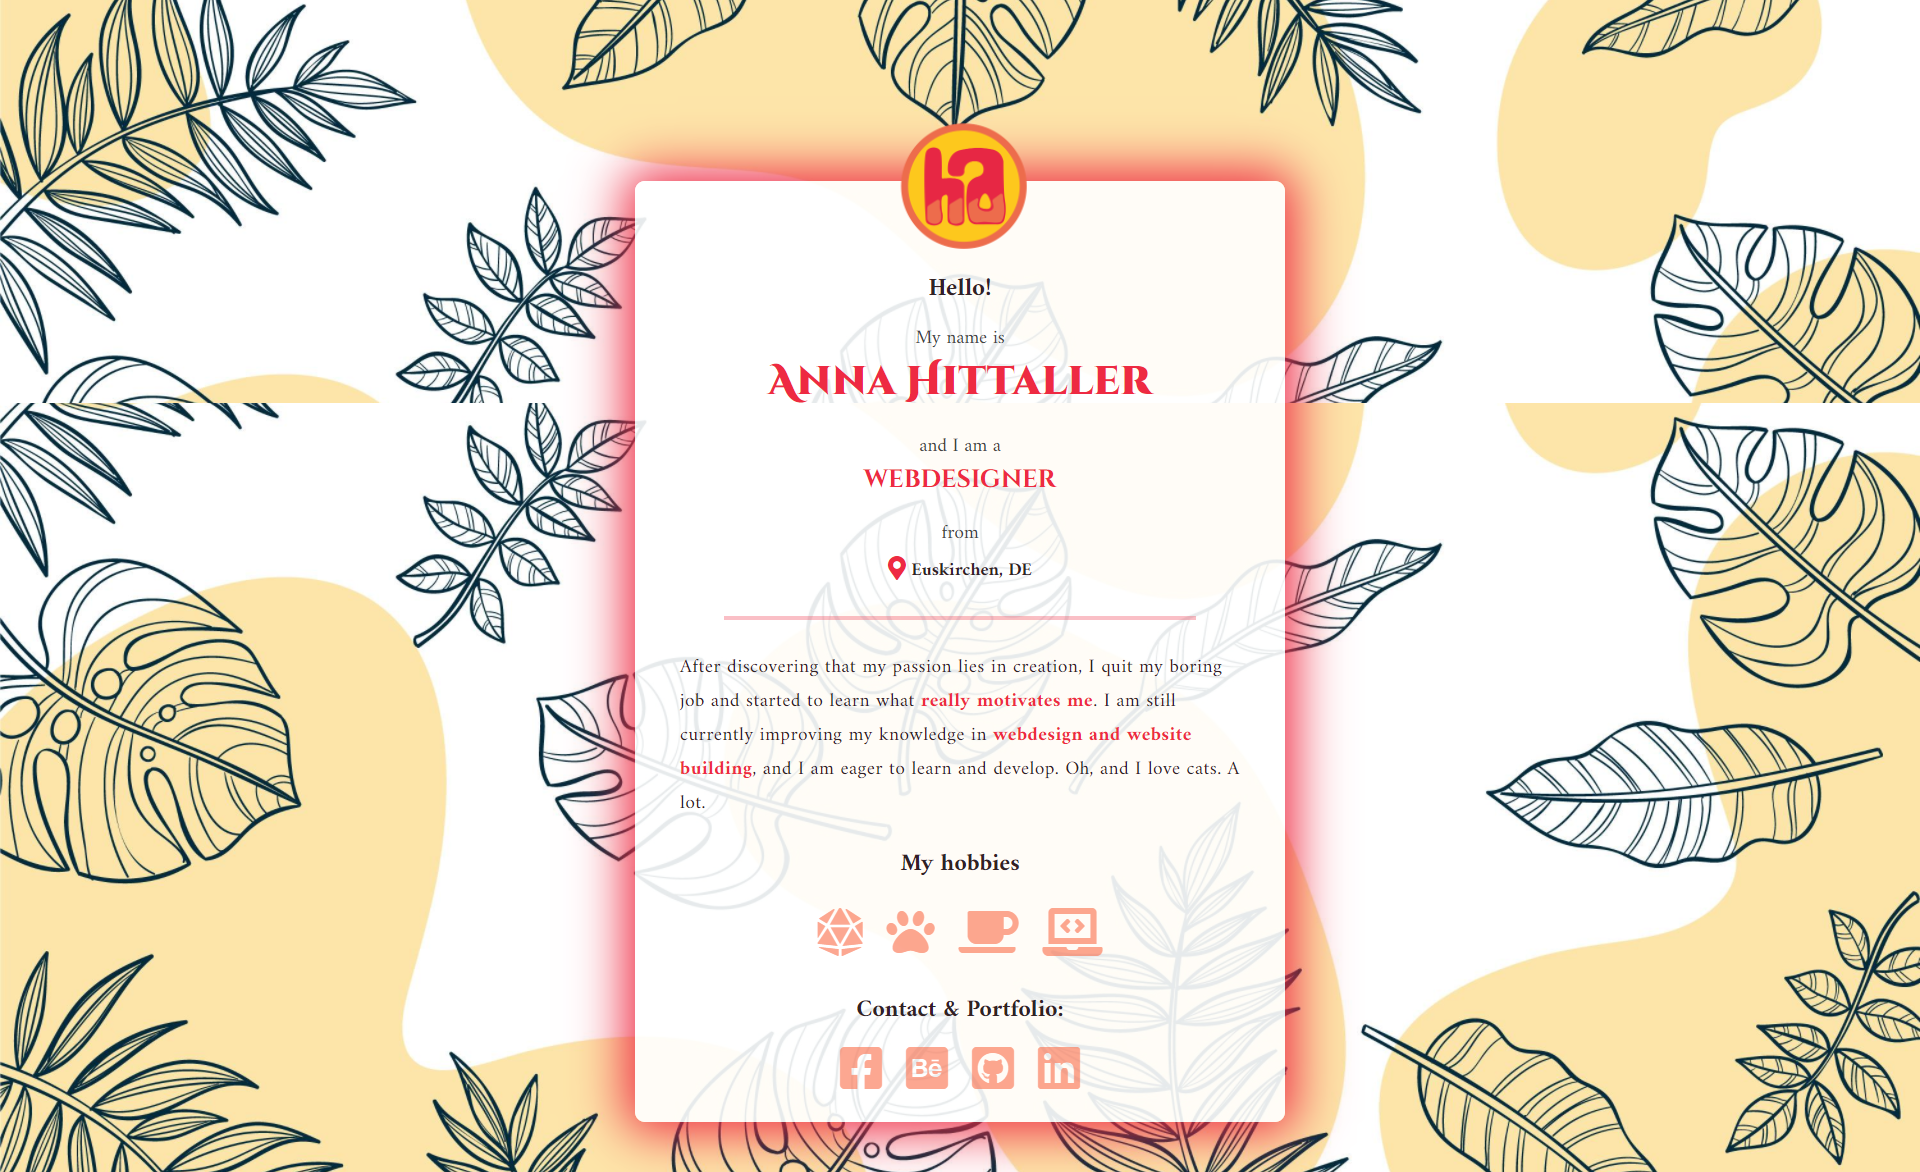 ha
Hello!
My name is
Anna Hittaller
and I am a
WEBDESIGNER
from
Euskirchen, DE
After discovering that my passion lies in creation, I quit my boring
job and started to learn what really motivates me. I am still
currently improving my knowledge in webdesign and website
building, and I am eager to learn and develop. Oh, and I love cats. A
lot.
My hobbies
Contact & Portfolio:
Bē
in